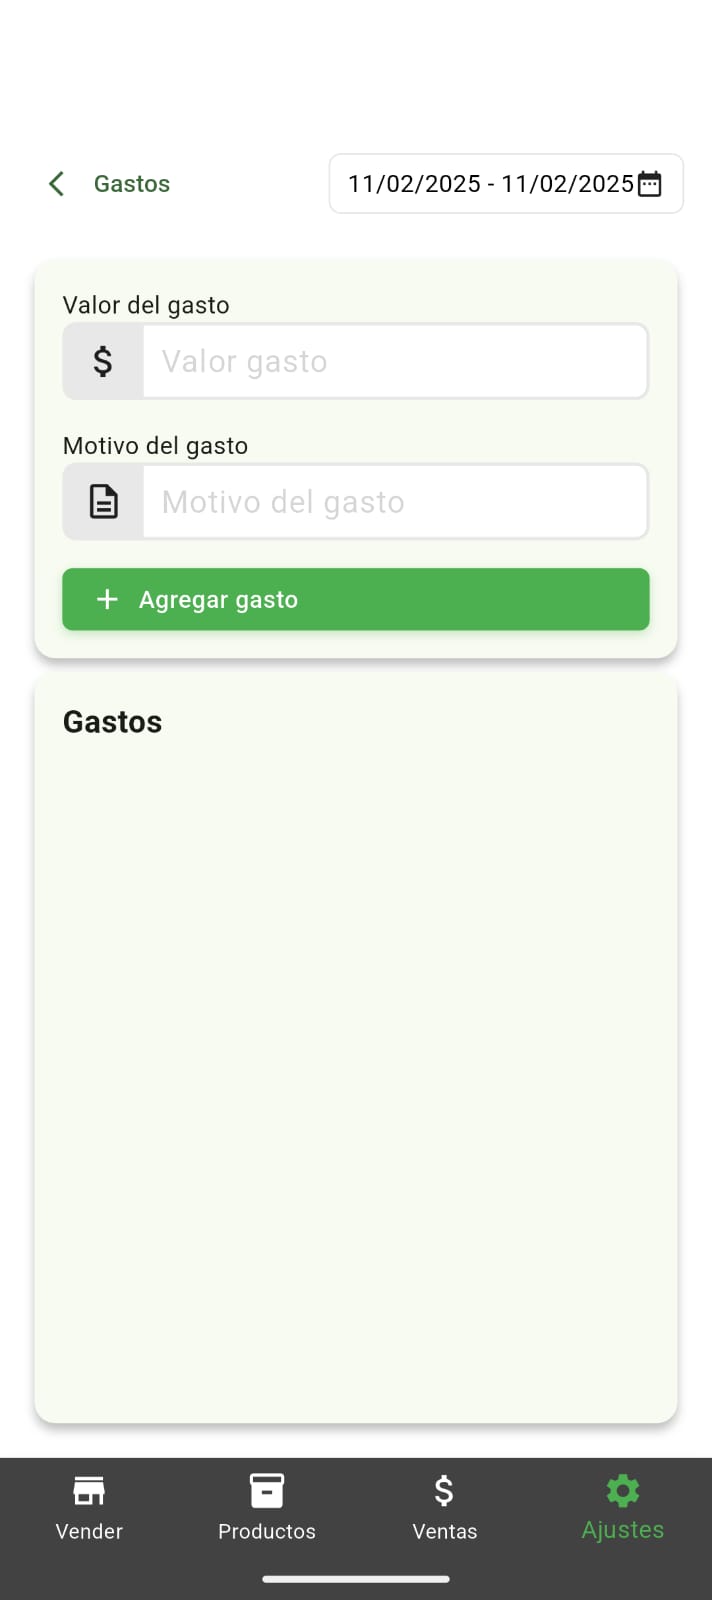 Gastos
11/02/2025 - 11/02/2025
Valor del gasto
$
Valor gasto
Motivo del gasto
Motivo del gasto
+ Agregar gasto
Gastos
$
Vender
Productos
Ventas
Ajustes